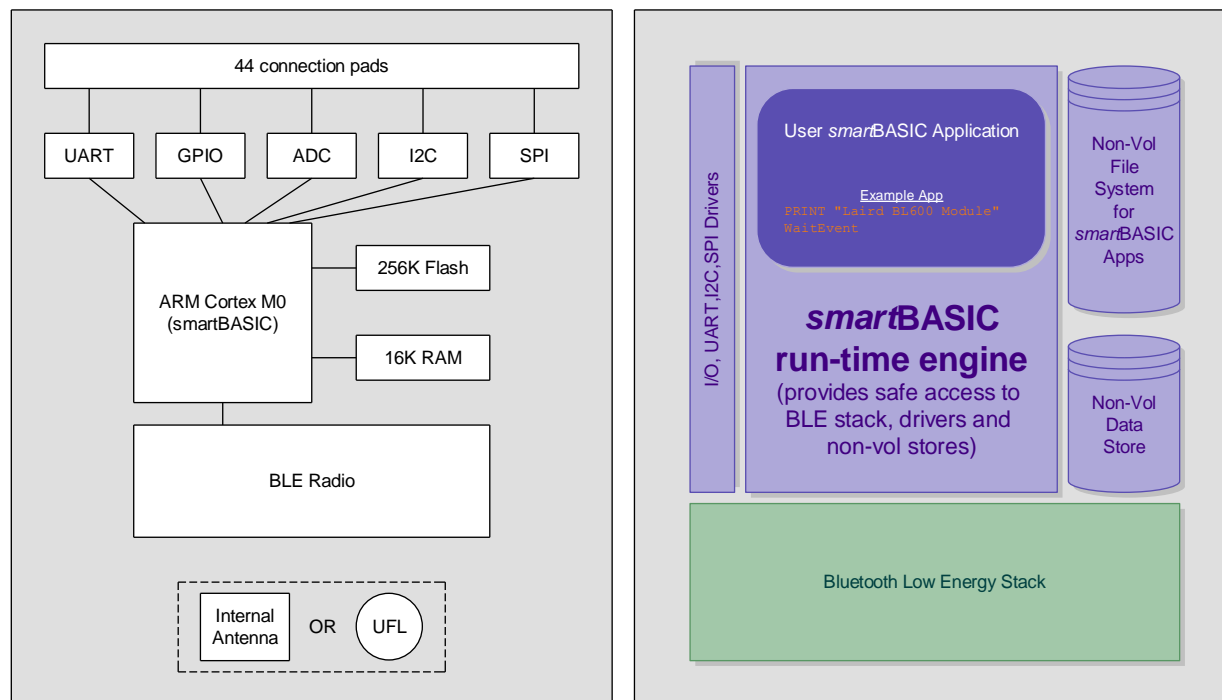 44 connection pads
UART
GPIO
ADC
I2C
SPI
ARM Cortex M0
(smartBASIC)
256K Flash
16K RAM
BLE Radio
Internal
Antenna
OR
UFL
I/O, UART,I2C,SPI Drivers
User smartBASIC Application
Example App
PRINT "Laird BL600 Module"
WaitEvent
smartBASIC
run-time engine
(provides safe access to
BLE stack, drivers and
non-vol stores)
Non-Vol
File
System
for
smartBASIC
Apps
Non-Vol
Data
Store
Bluetooth Low Energy Stack